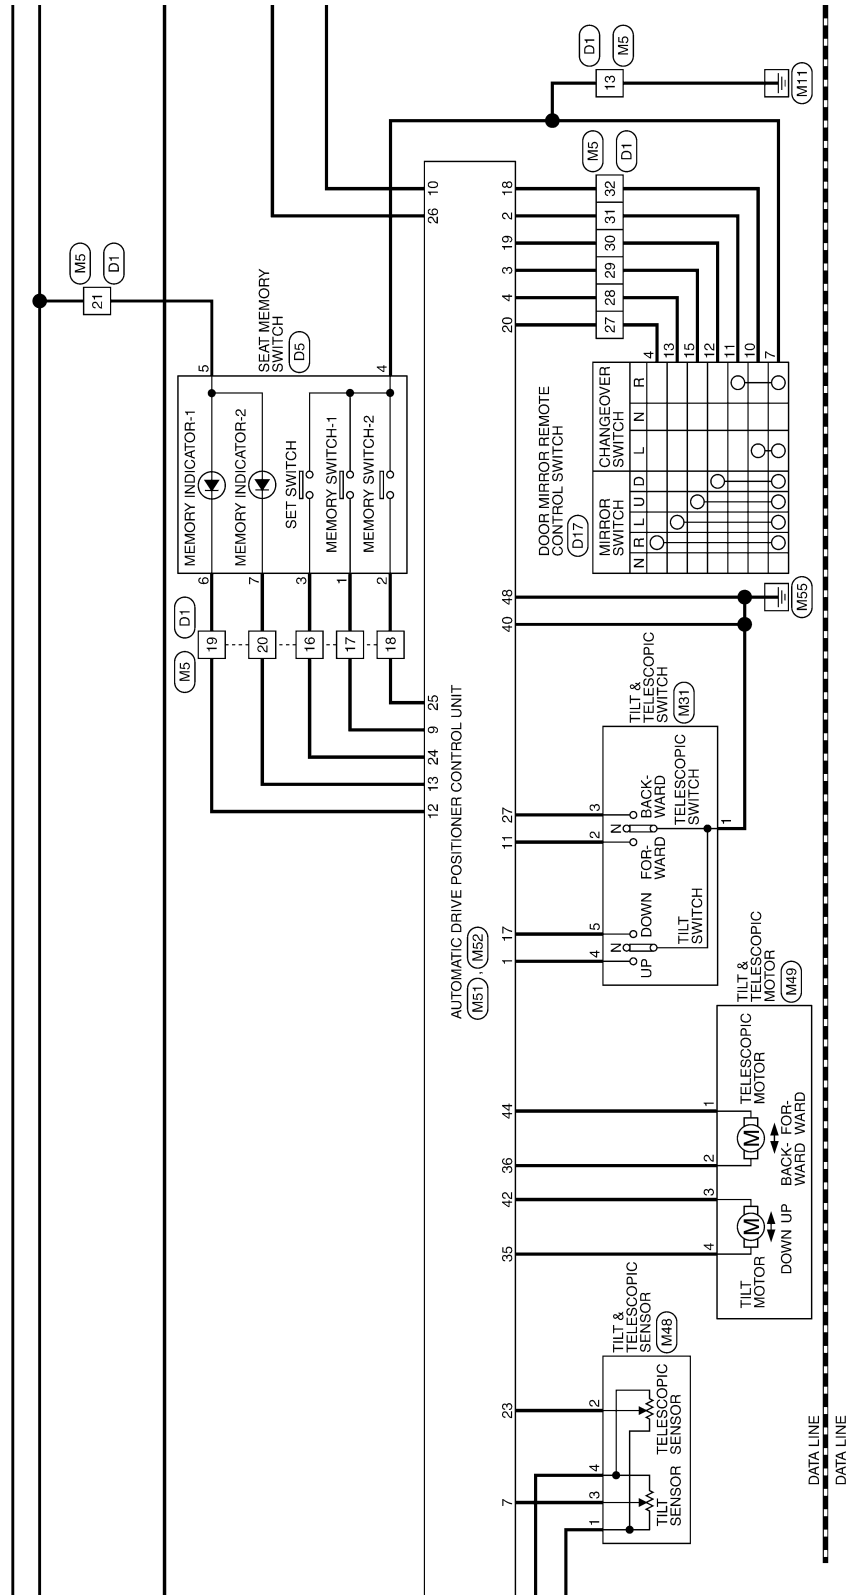 D1
M5
13
M11
M5
D1
10
26
18
2
19
3
4
20
32
31
30
29
28
27
M5
D1
21
SEAT MEMORY
SWITCH
D5
5
4
MEMORY INDICATOR-1
MEMORY INDICATOR-2
SET SWITCH
MEMORY SWITCH-1
MEMORY SWITCH-2
6
7
3
1
2
D1
M5
19
20
16
17
18
25
9
24
13
12
4
13
15
12
11
10
7
DOOR MIRROR REMOTE
CONTROL SWITCH
D17
CHANGEOVER
SWITCH
R
N
L
MIRROR
SWITCH
D
U
L
R
N
48
40
M55
AUTOMATIC DRIVE POSITIONER CONTROL UNIT
M51 , M52
TILT &
TELESCOPIC
SWITCH
M31
27
11
17
1
3
2
5
4
1
N
BACK-
WARD
FOR-
WARD
TELESCOPIC
SWITCH
N
DOWN
UP
TILT
SWITCH
TILT &
TELESCOPIC
MOTOR
M49
44
36
42
35
1
2
3
4
TELESCOPIC
MOTOR
M
BACK-
WARD
FOR-
WARD
M
DOWN UP
TILT
MOTOR
TILT &
TELESCOPIC
SENSOR
M48
23
7
2
4
3
1
TELESCOPIC
SENSOR
TILT
SENSOR
DATA LINE
DATA LINE